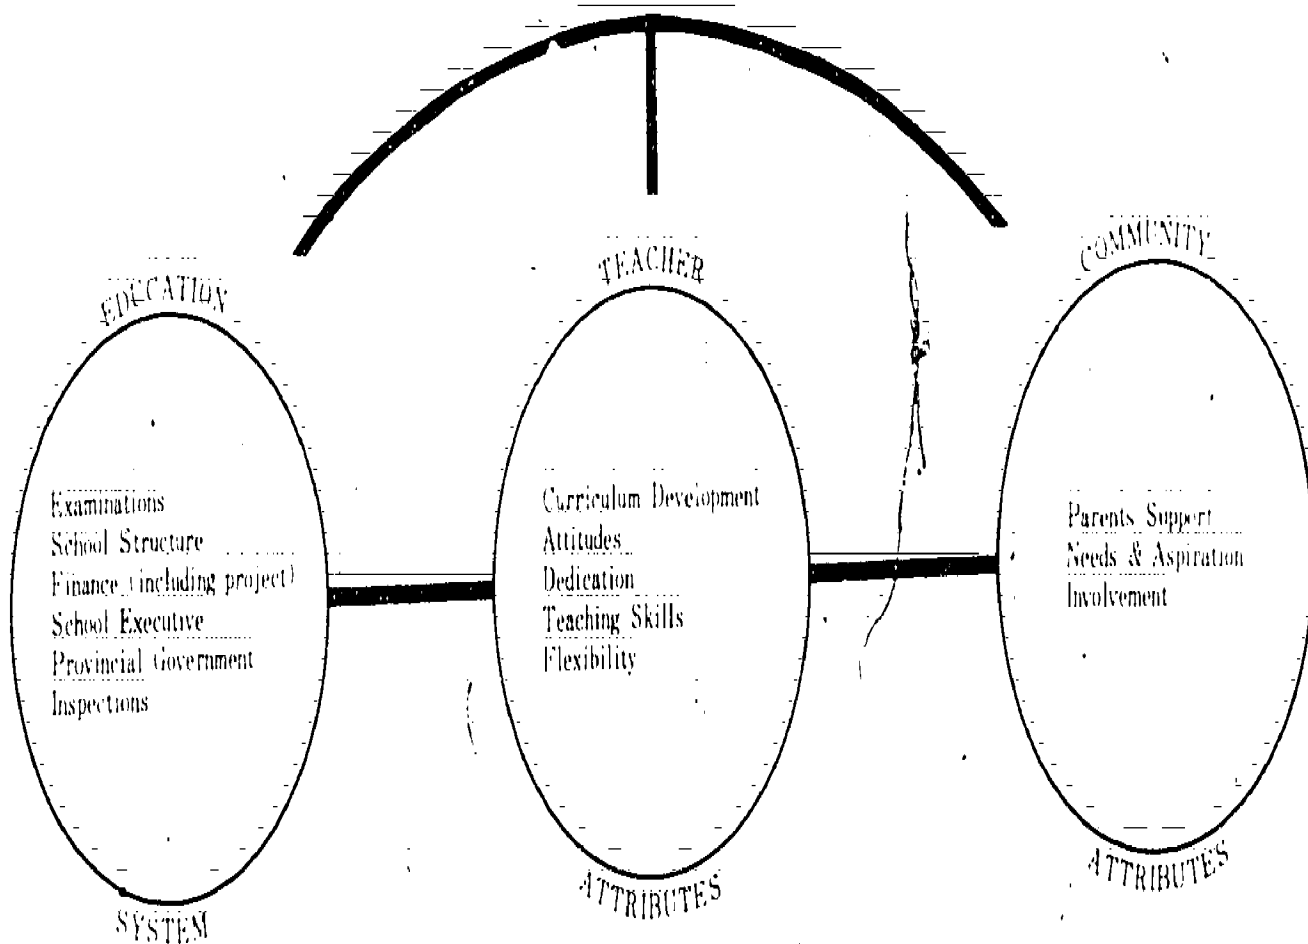 EDUCATION
Examinations
School Structure
Finance (including project)
School Executive
Provincial Government
Inspections
SYSTEM
TEACHER
Curriculum Development
Attitudes
Dedication
Teaching Skills
Flexibility
ATTRIBUTES
COMMUNITY
Parents Support
Needs & Aspiration
Involvement
ATTRIBUTES